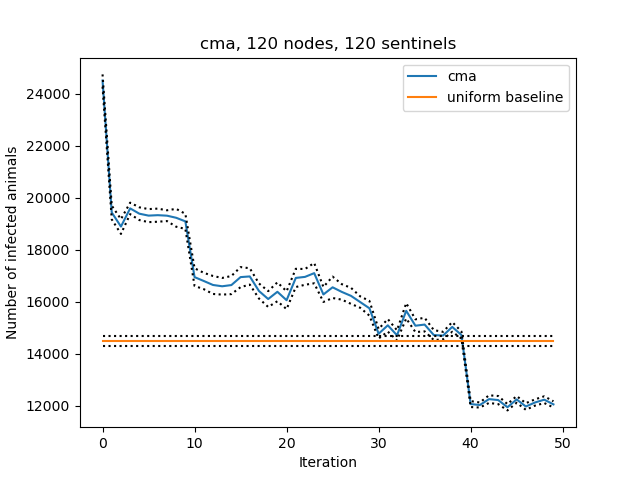 cma, 120 nodes, 120 sentinels
cma
uniform baseline
Number of infected animals
24000
22000
20000
18000
16000
14000
12000
0 10 20 30 40 50
Iteration